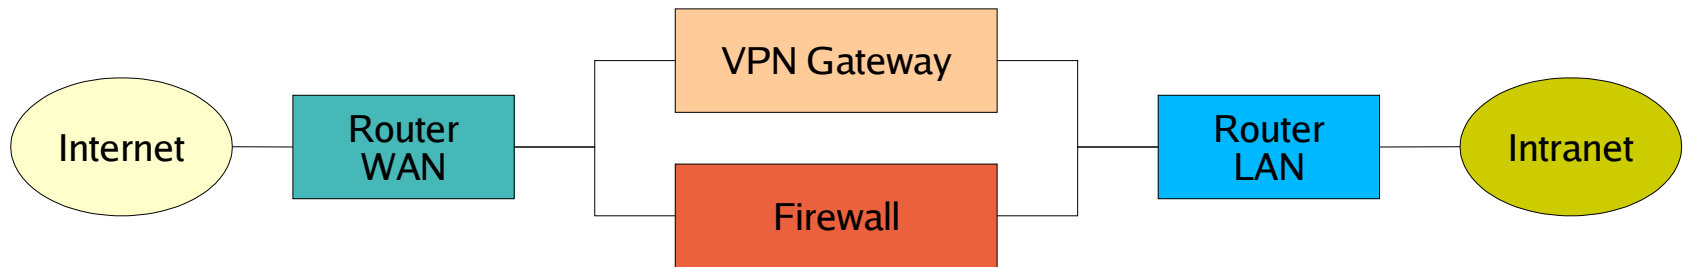 Internet
Router
WAN
VPN Gateway
Firewall
Router
LAN
Intranet